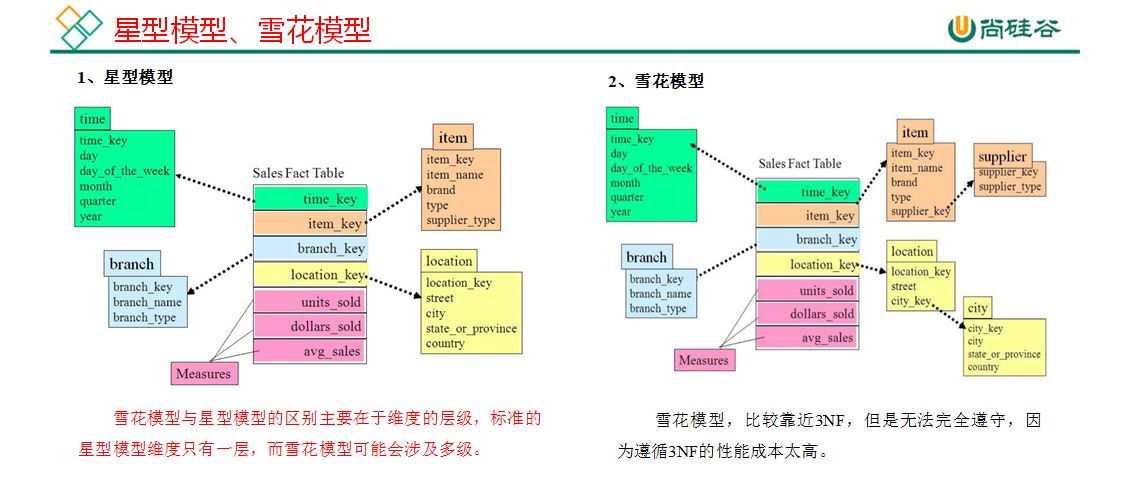 星型模型、雪花模型
尚硅谷
1、星型模型
time
time_key
day
day_of_the_week
month
quarter
year
Sales Fact Table
time_key
item_key
branch_key
location_key
units_sold
dollars_sold
avg_sales
item
item_key
item_name
brand
type
supplier_type
branch
branch_key
branch_name
branch_type
location
location_key
street
city
state_or_province
country
Measures
雪花模型与星型模型的区别主要在于维度的层级，标准的
星型模型维度只有一层，而雪花模型可能会涉及多级。
2、雪花模型
time
time_key
day
day_of_the_week
month
quarter
year
Sales Fact Table
time_key
item_key
branch_key
location_key
units_sold
dollars_sold
avg_sales
item
item_key
item_name
brand
type
supplier_key
supplier
supplier_key
supplier_type
branch
branch_key
branch_name
branch_type
location
location_key
street
city_key
city
city_key
city
state_or_province
country
Measures
雪花模型，比较靠近3NF，但是无法完全遵守，因
为遵循3NF的性能成本太高。